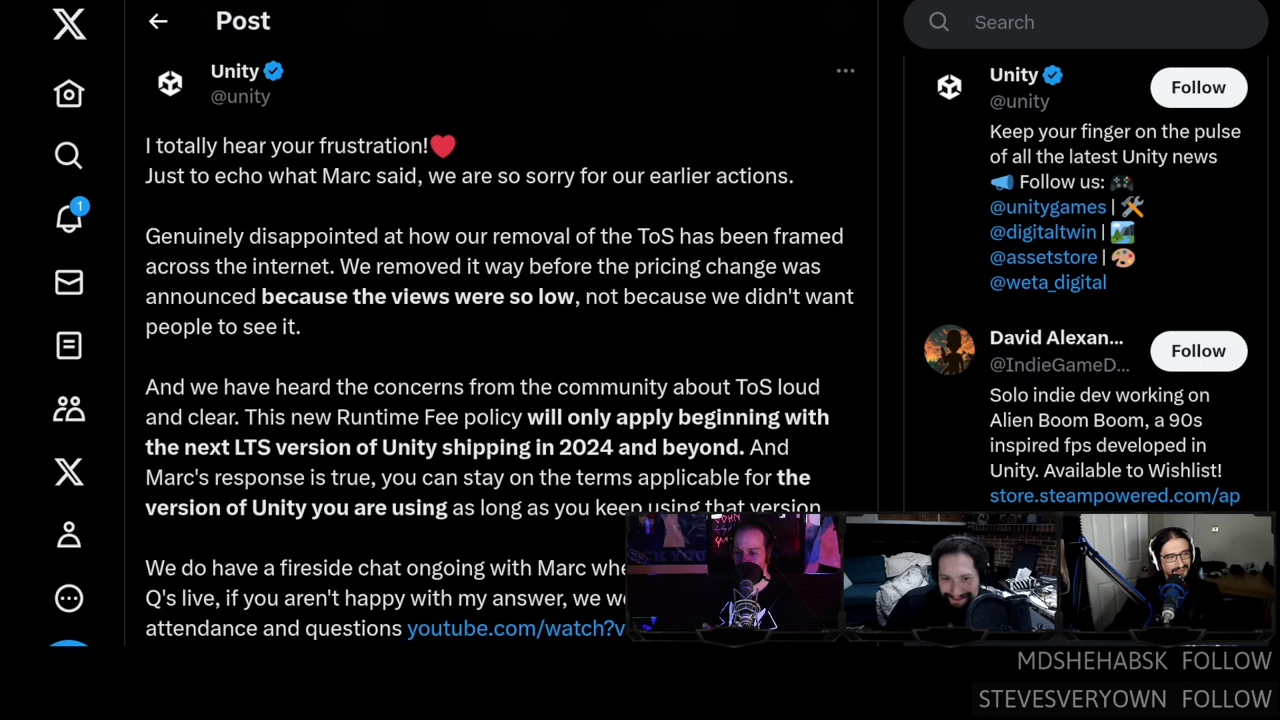 Post
Search
Unity
@unity
I totally hear your frustration!❤️
Just to echo what Marc said, we are so sorry for our earlier actions.
Genuinely disappointed at how our removal of the ToS has been framed
across the internet. We removed it way before the pricing change was
announced because the views were so low, not because we didn't want
people to see it.
And we have heard the concerns from the community about ToS loud
and clear. This new Runtime Fee policy will only apply beginning with
the next LTS version of Unity shipping in 2024 and beyond. And
Marc's response is true, you can stay on the terms applicable for the
version of Unity you are using as long as you keep using that version
We do have a fireside chat ongoing with Marc
Q's live, if you aren't happy with my answer, we
attendance and questions youtube.com/watch?v
1
Unity
@unity
Follow
Keep your finger on the pulse
of all the latest Unity news
📣 Follow us: 🎮
@unitygames | 🛠️
@digitaltwin | 🏞️
@assetstore | 🎨
@weta_digital
David Alexan...
@IndieGameD...
Follow
Solo indie dev working on
Alien Boom Boom, a 90s
inspired fps developed in
Unity. Available to Wishlist!
store.steampowered.com/ap
MDSHEHABSK FOLLOW
STEVESVERYOWN FOLLOW